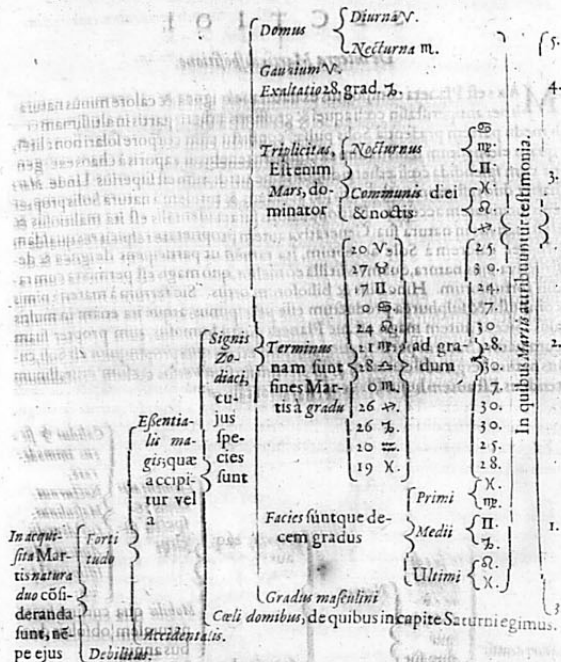 Domus
Diurna ♈.
Necturna ♏.
Gaudium ♈.
Exaltatio 28. grad. ♑.
5.
4.
Triplicitas,
Et enim
Mars, do-
minator
Nocturnus
♋
♍.
♊.
Communis diei
& noctis
♓
♌
♐
3.
Signis
Zo-
diaci,
cu-
jus
spe-
cies
sunt
Terminus
nam sunt
fines Mar-
tis à gradu
20 ♈.
27 ♉
17 ♊
♋
24 ♌
21 ♍
28 ♎
0 ♏.
26 ♐.
26 ♑.
20 ♒.
19 ♓.
ad gra-
dum
25.
30.
24.
7.
30
28.
30.
7.
30.
30.
25.
28.
2.
In quibus Martis attribuuntur testimonia.
Facies suntque de-
cem gradus
Primi
♓.
♍.
Medii
♊.
♑.
Ultimi
♌.
♓.
1.
Gradus masculini
Cœli domibus, de quibus in capite Saturni egimus.
3
Essentia-
lis ma-
gis; quæ
accipi-
tur vel
à
Accidentalis.
In acqui-
sita Mar-
tis natura
duo cōsi-
deranda
sunt, nē-
pe ejus
Forti
tudo
Debilitas.